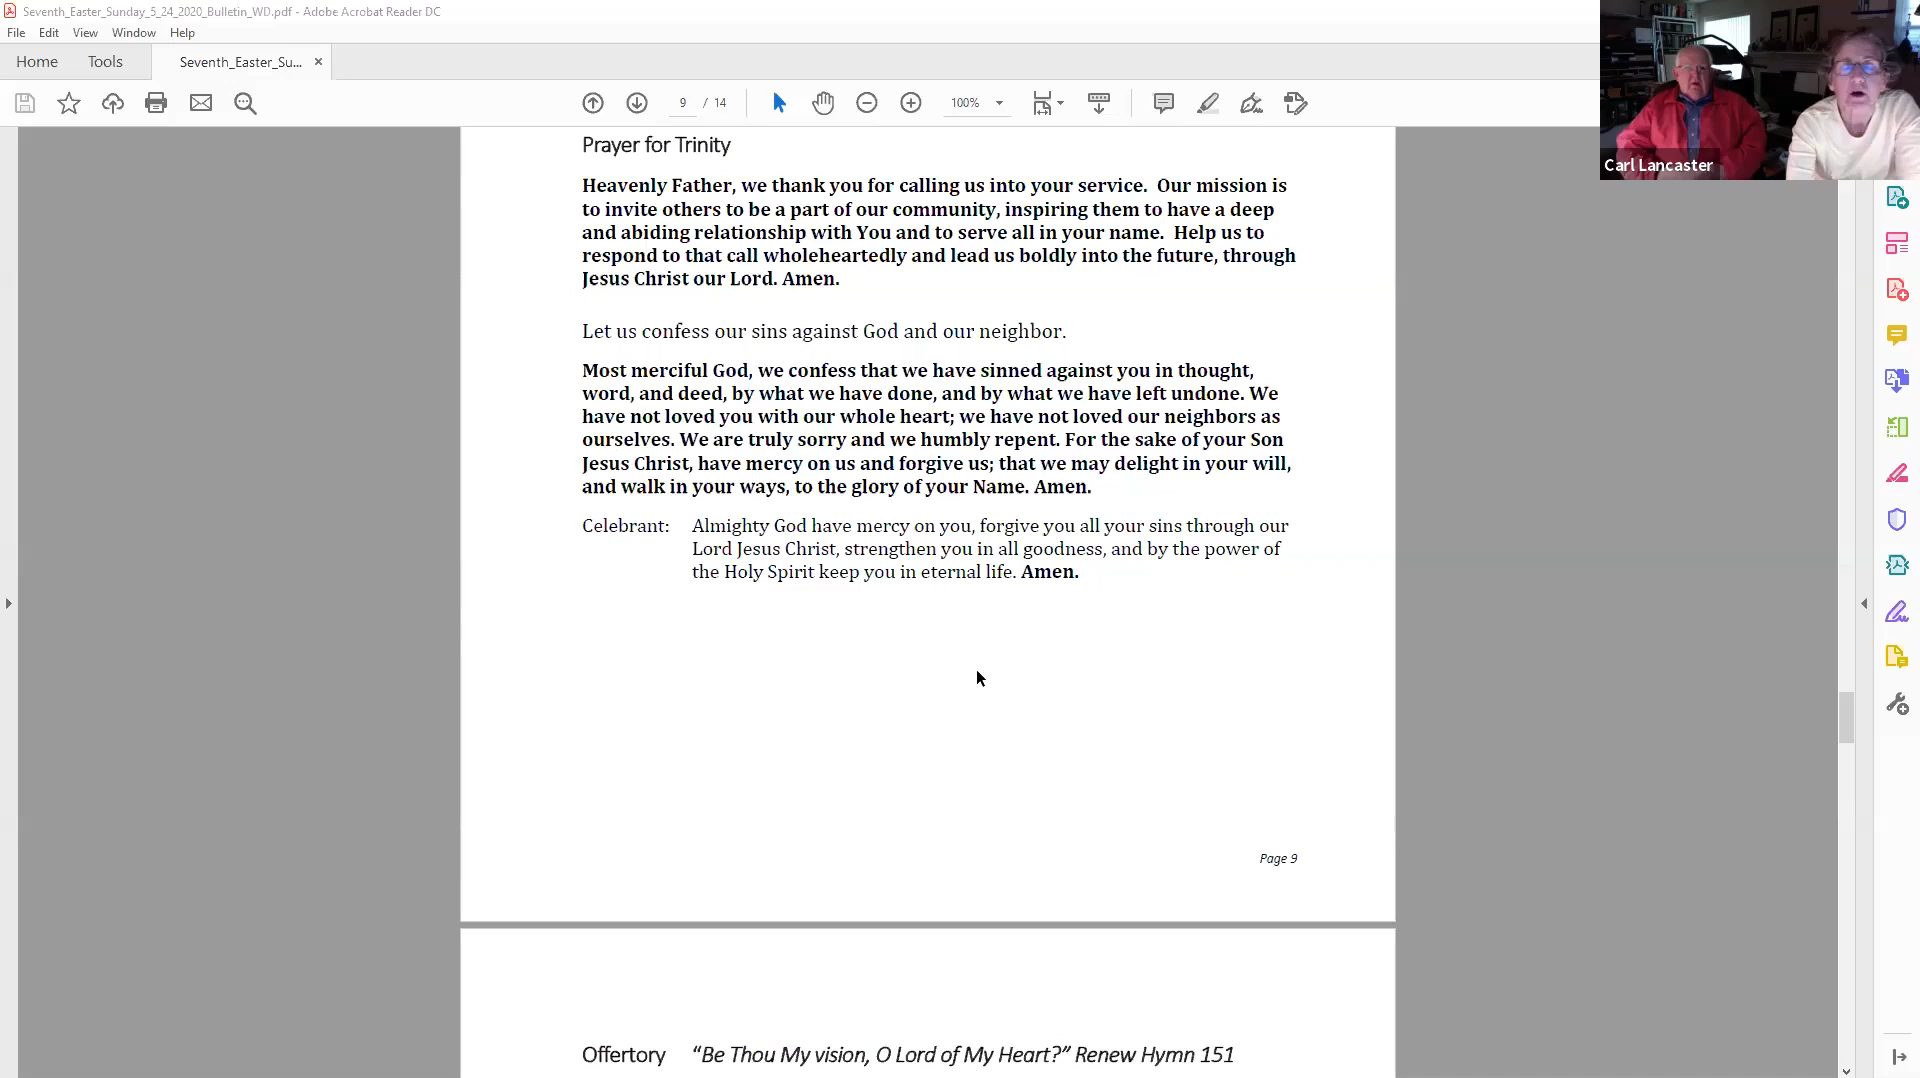 Seventh_Easter_Sunday_5_24_2020_Bulletin_WD.pdf - Adobe Acrobat Reader DC
File Edit View Window Help
Home Tools Seventh_Easter_Su... ×
9 / 14 100%
Carl Lancaster
Prayer for Trinity
Heavenly Father, we thank you for calling us into your service. Our mission is
to invite others to be a part of our community, inspiring them to have a deep
and abiding relationship with You and to serve all in your name. Help us to
respond to that call wholeheartedly and lead us boldly into the future, through
Jesus Christ our Lord. Amen.
Let us confess our sins against God and our neighbor.
Most merciful God, we confess that we have sinned against you in thought,
word, and deed, by what we have done, and by what we have left undone. We
have not loved you with our whole heart; we have not loved our neighbors as
ourselves. We are truly sorry and we humbly repent. For the sake of your Son
Jesus Christ, have mercy on us and forgive us; that we may delight in your will,
and walk in your ways, to the glory of your Name. Amen.
Celebrant: Almighty God have mercy on you, forgive you all your sins through our
Lord Jesus Christ, strengthen you in all goodness, and by the power of
the Holy Spirit keep you in eternal life. Amen.
Page 9
Offertory “Be Thou My vision, O Lord of My Heart?” Renew Hymn 151